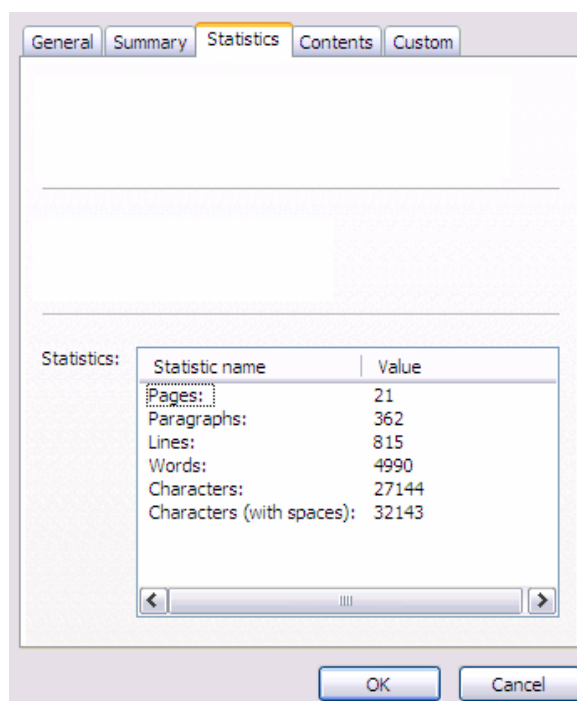 General Summary Statistics Contents Custom
Statistics: Statistic name Value
Pages: 21
Paragraphs: 362
Lines: 815
Words: 4990
Characters: 27144
Characters (with spaces): 32143
OK Cancel